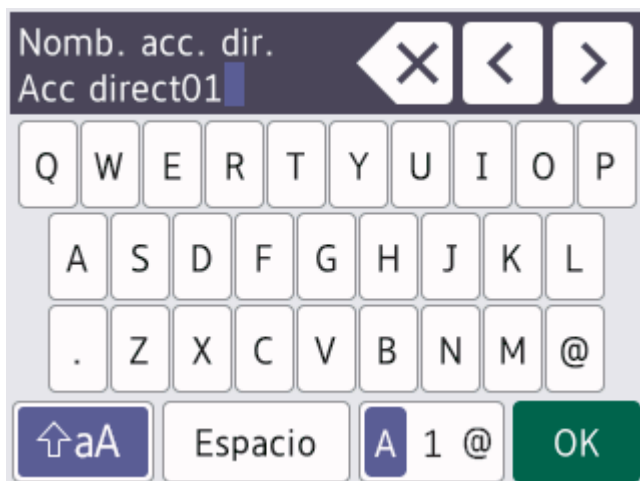 Nomb. acc. dir.
Acc direct01
Q W E R T Y U I O P
A S D F G H J K L
. Z X C V B N M @
aA Espacio A 1 @ OK